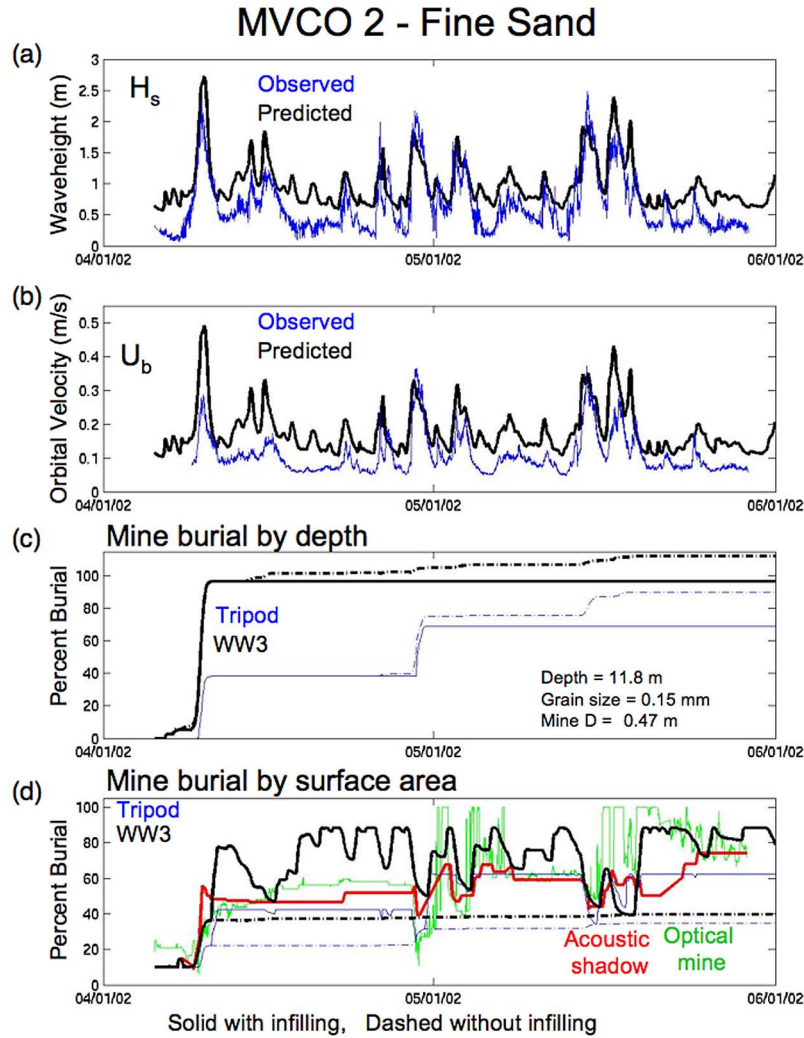 MVCO 2 - Fine Sand
(a)
3
2.5
2
1.5
1
0.5
0
Waveheight (m)
Hs
Observed
Predicted
04/01/02
05/01/02
06/01/02
(b)
0.5
0.4
0.3
0.2
0.1
0
Orbital Velocity (m/s)
Ub
Observed
Predicted
04/01/02
05/01/02
06/01/02
(c)
Mine burial by depth
100
80
60
40
20
0
Percent Burial
Tripod
WW3
Depth = 11.8 m
Grain size = 0.15 mm
Mine D = 0.47 m
04/01/02
05/01/02
06/01/02
(d)
Mine burial by surface area
100
80
60
40
20
0
Percent Burial
Tripod
WW3
Acoustic
shadow
Optical
mine
04/01/02
05/01/02
06/01/02
Solid with infilling, Dashed without infilling